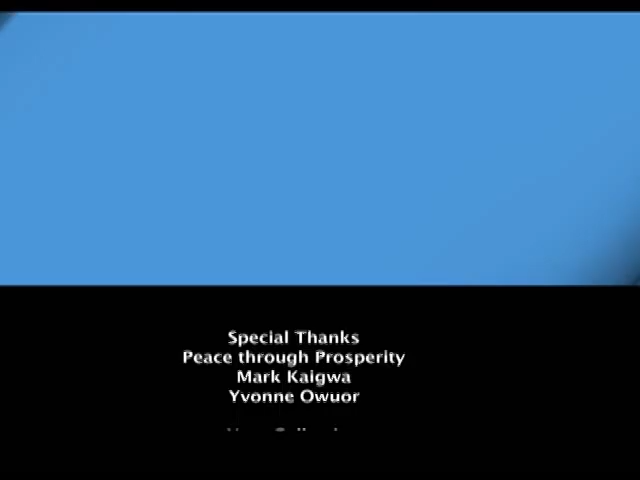 Special Thanks
Peace through Prosperity
Mark Kaigwa
Yvonne Owuor